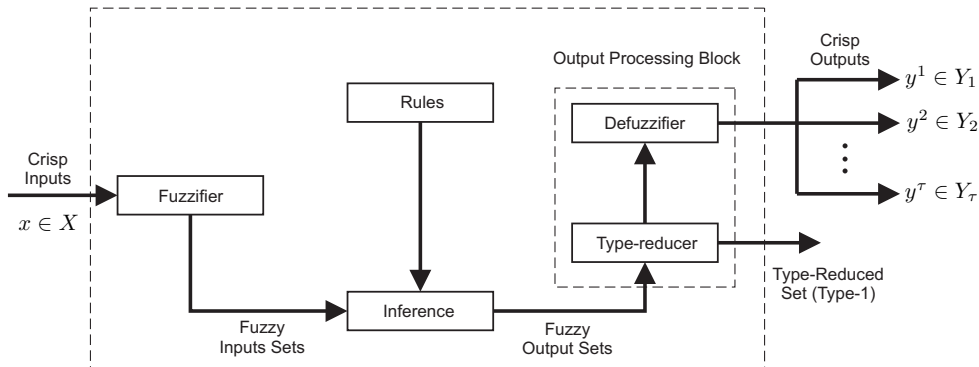 Output Processing Block
Crisp
Outputs
y¹ ∈ Y₁
Rules
Defuzzifier
y² ∈ Y₂
Crisp
Inputs
x ∈ X
Fuzzifier
y^τ ∈ Y_τ
Type-reducer
Type-Reduced
Set (Type-1)
Inference
Fuzzy
Inputs Sets
Fuzzy
Output Sets